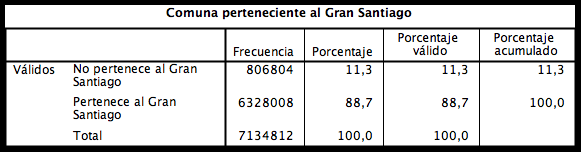 Comuna perteneciente al Gran Santiago
Frecuencia Porcentaje Porcentaje válido Porcentaje acumulado
Válidos No pertenece al Gran Santiago 806804 11,3 11,3 11,3
Pertenece al Gran Santiago 6328008 88,7 88,7 100,0
Total 7134812 100,0 100,0